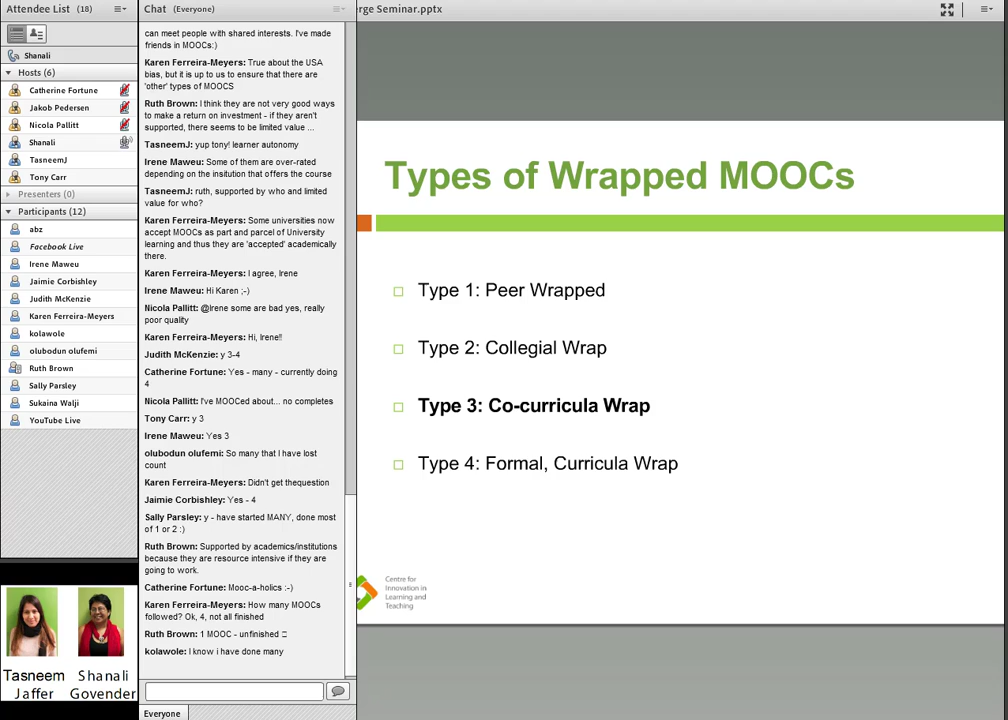 Attendee List (18)
Shanali
Hosts (6)
Catherine Fortune
Jakob Pedersen
Nicola Pallitt
Shanali
TasneemJ
Tony Carr
Presenters (0)
Participants (12)
abz
Facebook Live
Irene Maweu
Jaimie Corbishley
Judith McKenzie
Karen Ferreira-Meyers
kolawole
olubodun olufemi
Ruth Brown
Sally Parsley
Sukaina Walji
YouTube Live
Tasneem
Jaffer
Shanali
Govender
Chat (Everyone)
can meet people with shared interests. I've made
friends in MOOCs:)
Karen Ferreira-Meyers: True about the USA
bias, but it is up to us to ensure that there are
'other' types of MOOCS
Ruth Brown: I think they are not very good ways
to make a return on investment - if they aren't
supported, there seems to be limited value ...
TasneemJ: yup tony! learner autonomy
Irene Maweu: Some of them are over-rated
depending on the insitution that offers the course
TasneemJ: ruth, supported by who and limited
value for who?
Karen Ferreira-Meyers: Some universities now
accept MOOCs as part and parcel of University
learning and thus they are 'accepted' academically
there.
Karen Ferreira-Meyers: I agree, Irene
Irene Maweu: Hi Karen ;-)
Nicola Pallitt: @Irene some are bad yes, really
poor quality
Karen Ferreira-Meyers: Hi, Irene!!
Judith McKenzie: y 3-4
Catherine Fortune: Yes - many - currently doing
4
Nicola Pallitt: I've MOOCed about... no completes
Tony Carr: y 3
Irene Maweu: Yes 3
olubodun olufemi: So many that I have lost
count
Karen Ferreira-Meyers: Didn't get thequestion
Jaimie Corbishley: Yes - 4
Sally Parsley: y - have started MANY, done most
of 1 or 2 :)
Ruth Brown: Supported by academics/institutions
because they are resource intensive if they are
going to work.
Catherine Fortune: Mooc-a-holics :-)
Karen Ferreira-Meyers: How many MOOCs
followed? Ok, 4, not all finished
Ruth Brown: 1 MOOC - unfinished
kolawole: I know i have done many
Everyone
erge Seminar.pptx
Types of Wrapped MOOCs
Type 1: Peer Wrapped
Type 2: Collegial Wrap
Type 3: Co-curricula Wrap
Type 4: Formal, Curricula Wrap
Centre for
Innovation in
Learning and
Teaching